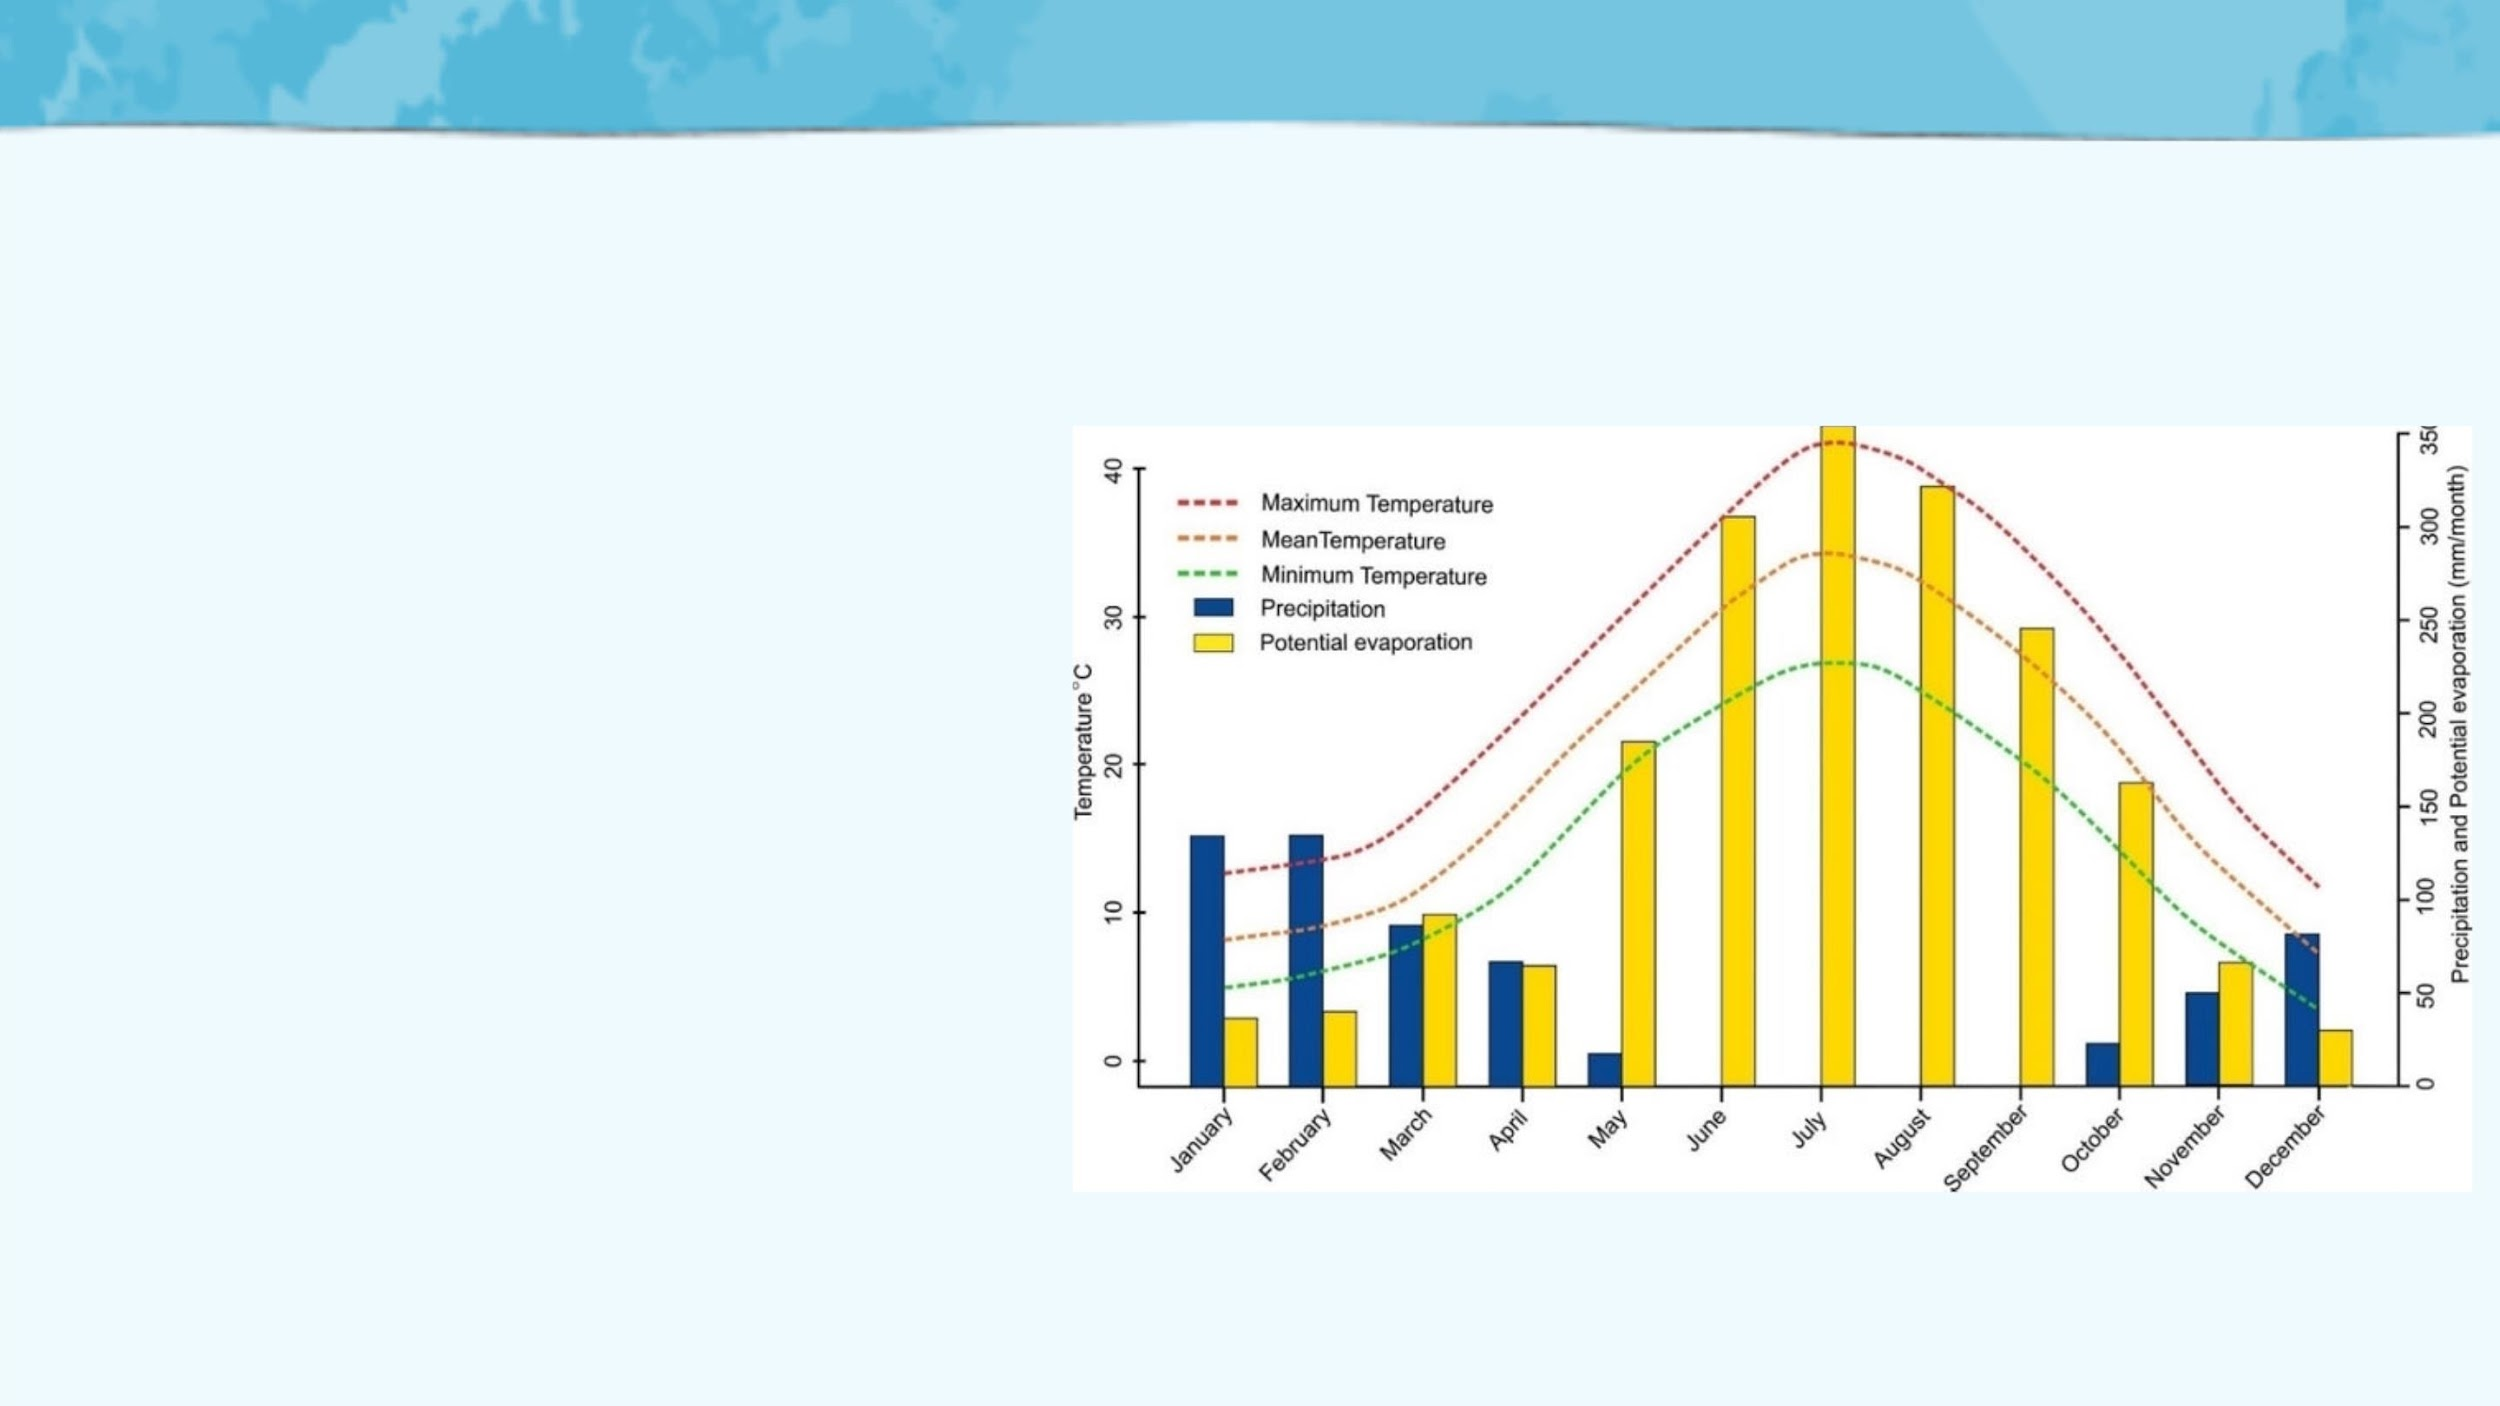 Maximum Temperature
MeanTemperature
Minimum Temperature
Precipitation
Potential evaporation
Temperature °C
40
30
20
10
0
January
February
March
April
May
June
July
August
September
October
November
December
300
250
200
150
100
50
0
Precipitation and Potential evaporation (mm/month)